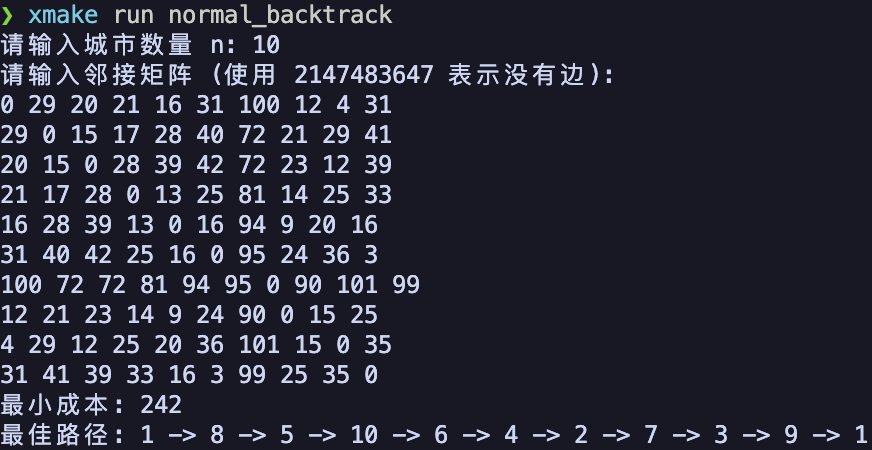 ❯ xmake run normal_backtrack
请输入城市数量 n: 10
请输入邻接矩阵 (使用 2147483647 表示没有边):
0 29 20 21 16 31 100 12 4 31
29 0 15 17 28 40 72 21 29 41
20 15 0 28 39 42 72 23 12 39
21 17 28 0 13 25 81 14 25 33
16 28 39 13 0 16 94 9 20 16
31 40 42 25 16 0 95 24 36 3
100 72 72 81 94 95 0 90 101 99
12 21 23 14 9 24 90 0 15 25
4 29 12 25 20 36 101 15 0 35
31 41 39 33 16 3 99 25 35 0
最小成本: 242
最佳路径: 1 -> 8 -> 5 -> 10 -> 6 -> 4 -> 2 -> 7 -> 3 -> 9 -> 1